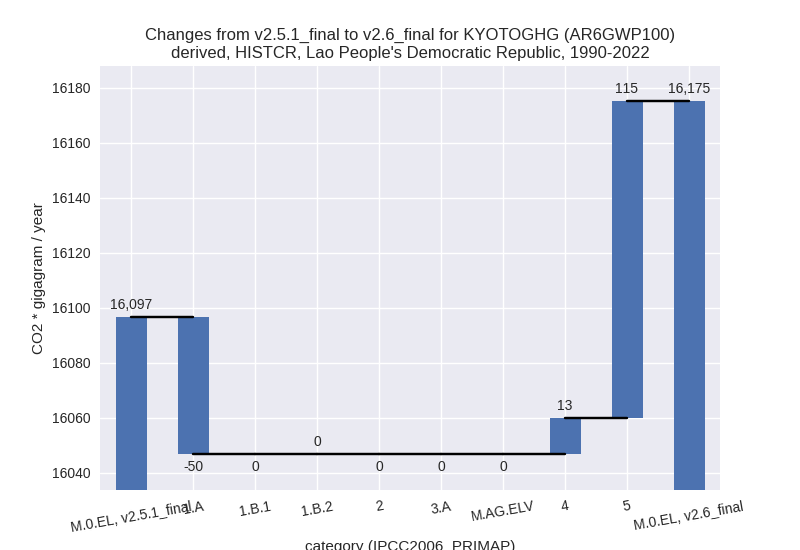 Changes from v2.5.1_final to v2.6_final for KYOTOGHG (AR6GWP100)
derived, HISTCR, Lao People's Democratic Republic, 1990-2022
CO2 * gigagram / year
16180
16160
16140
16120
16100
16080
16060
16040
16,097
-50
0
0
0
0
0
13
115
16,175
M.0.EL, v2.5.1_final
1.A
1.B.1
1.B.2
2
3.A
M.AG.ELV
4
5
M.0.EL, v2.6_final
category (IPCC2006_PRIMAP)